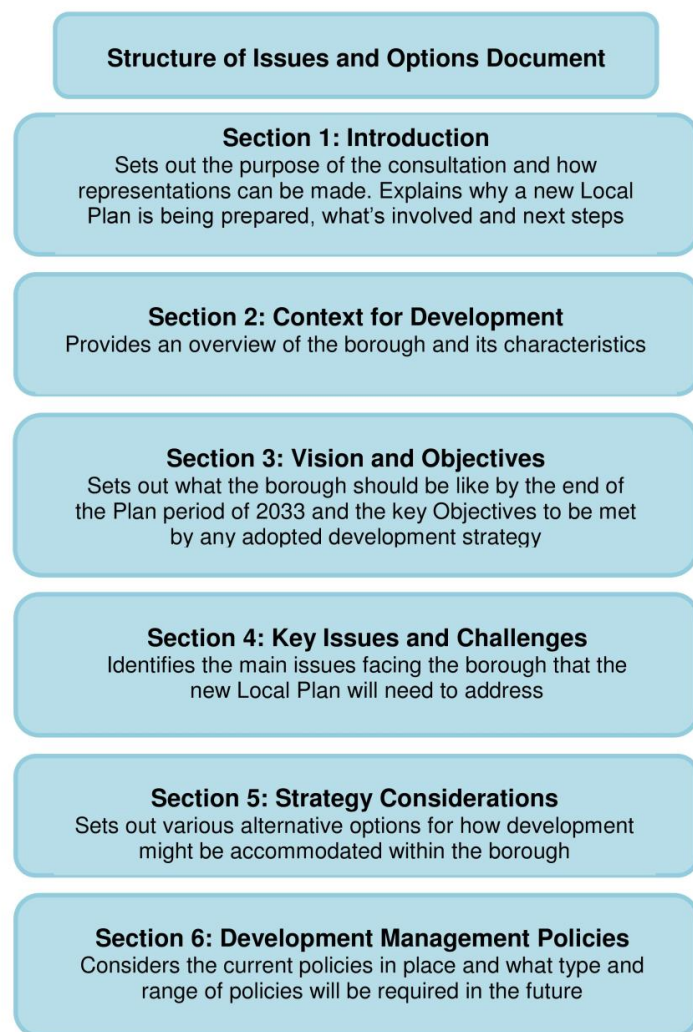 Structure of Issues and Options Document
Section 1: Introduction
Sets out the purpose of the consultation and how
representations can be made. Explains why a new Local
Plan is being prepared, what's involved and next steps
Section 2: Context for Development
Provides an overview of the borough and its characteristics
Section 3: Vision and Objectives
Sets out what the borough should be like by the end of
the Plan period of 2033 and the key Objectives to be met
by any adopted development strategy
Section 4: Key Issues and Challenges
Identifies the main issues facing the borough that the
new Local Plan will need to address
Section 5: Strategy Considerations
Sets out various alternative options for how development
might be accommodated within the borough
Section 6: Development Management Policies
Considers the current policies in place and what type and
range of policies will be required in the future